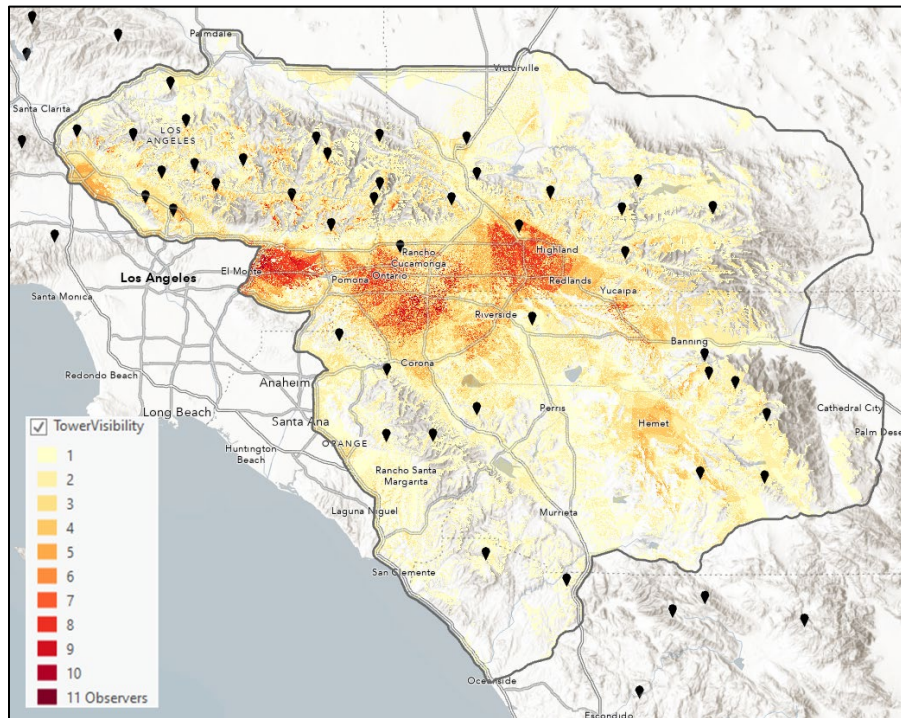 Palmdale
Victorville
Santa Clarita
LOS
ANGELES
Highland
Rancho
Cucamonga
El Monte
Los Angeles
Pomona
Ontario
Redlands
Yucaipa
Santa Monica
Riverside
Banning
Corona
Redondo Beach
Anaheim
Perris
Cathedral City
Long Beach
Santa Ana
Hemet
Palm Dese
TowerVisibility
ORANGE
Huntington
Beach
Rancho Santa
Margarita
Laguna Niguel
Murrieta
San Clemente
Oceanside
Escondido
1
2
3
4
5
6
7
8
9
10
11 Observers